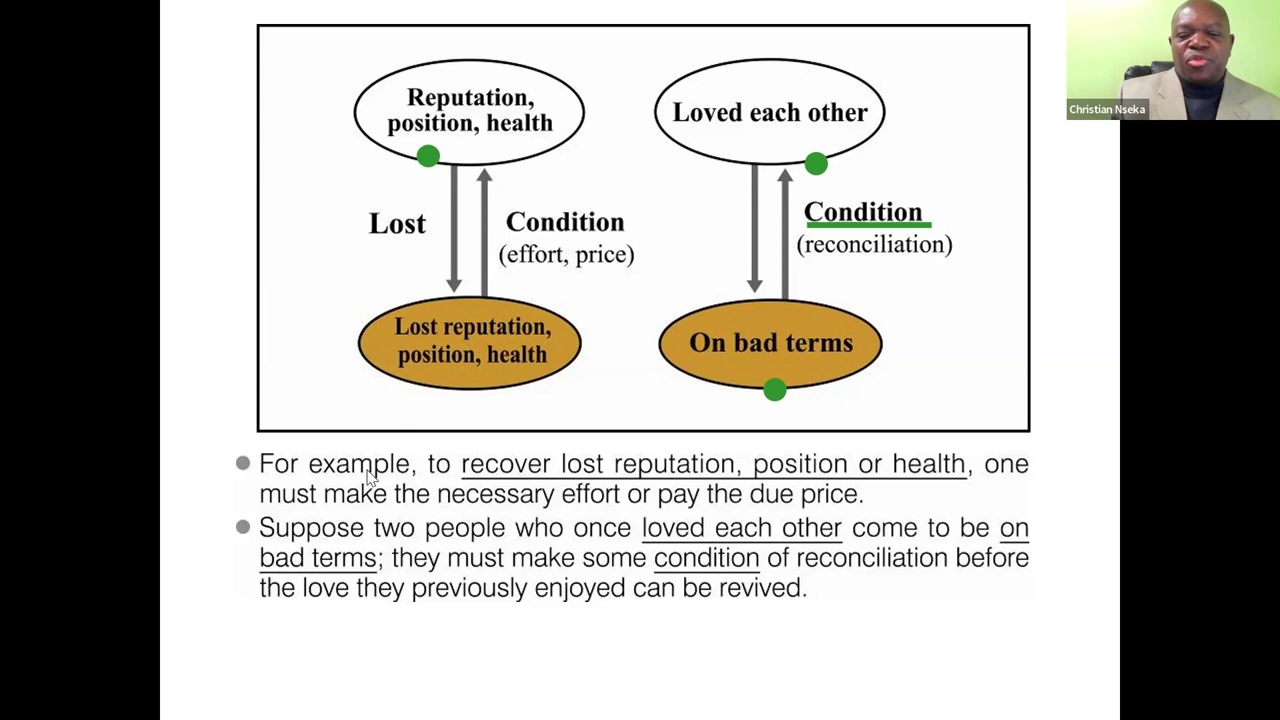 Reputation,
position, health
Loved each other
Lost
Condition
(effort, price)
Condition
(reconciliation)
Lost reputation,
position, health
On bad terms
Christian Nseka
For example, to recover lost reputation, position or health, one
must make the necessary effort or pay the due price.
Suppose two people who once loved each other come to be on
bad terms; they must make some condition of reconciliation before
the love they previously enjoyed can be revived.